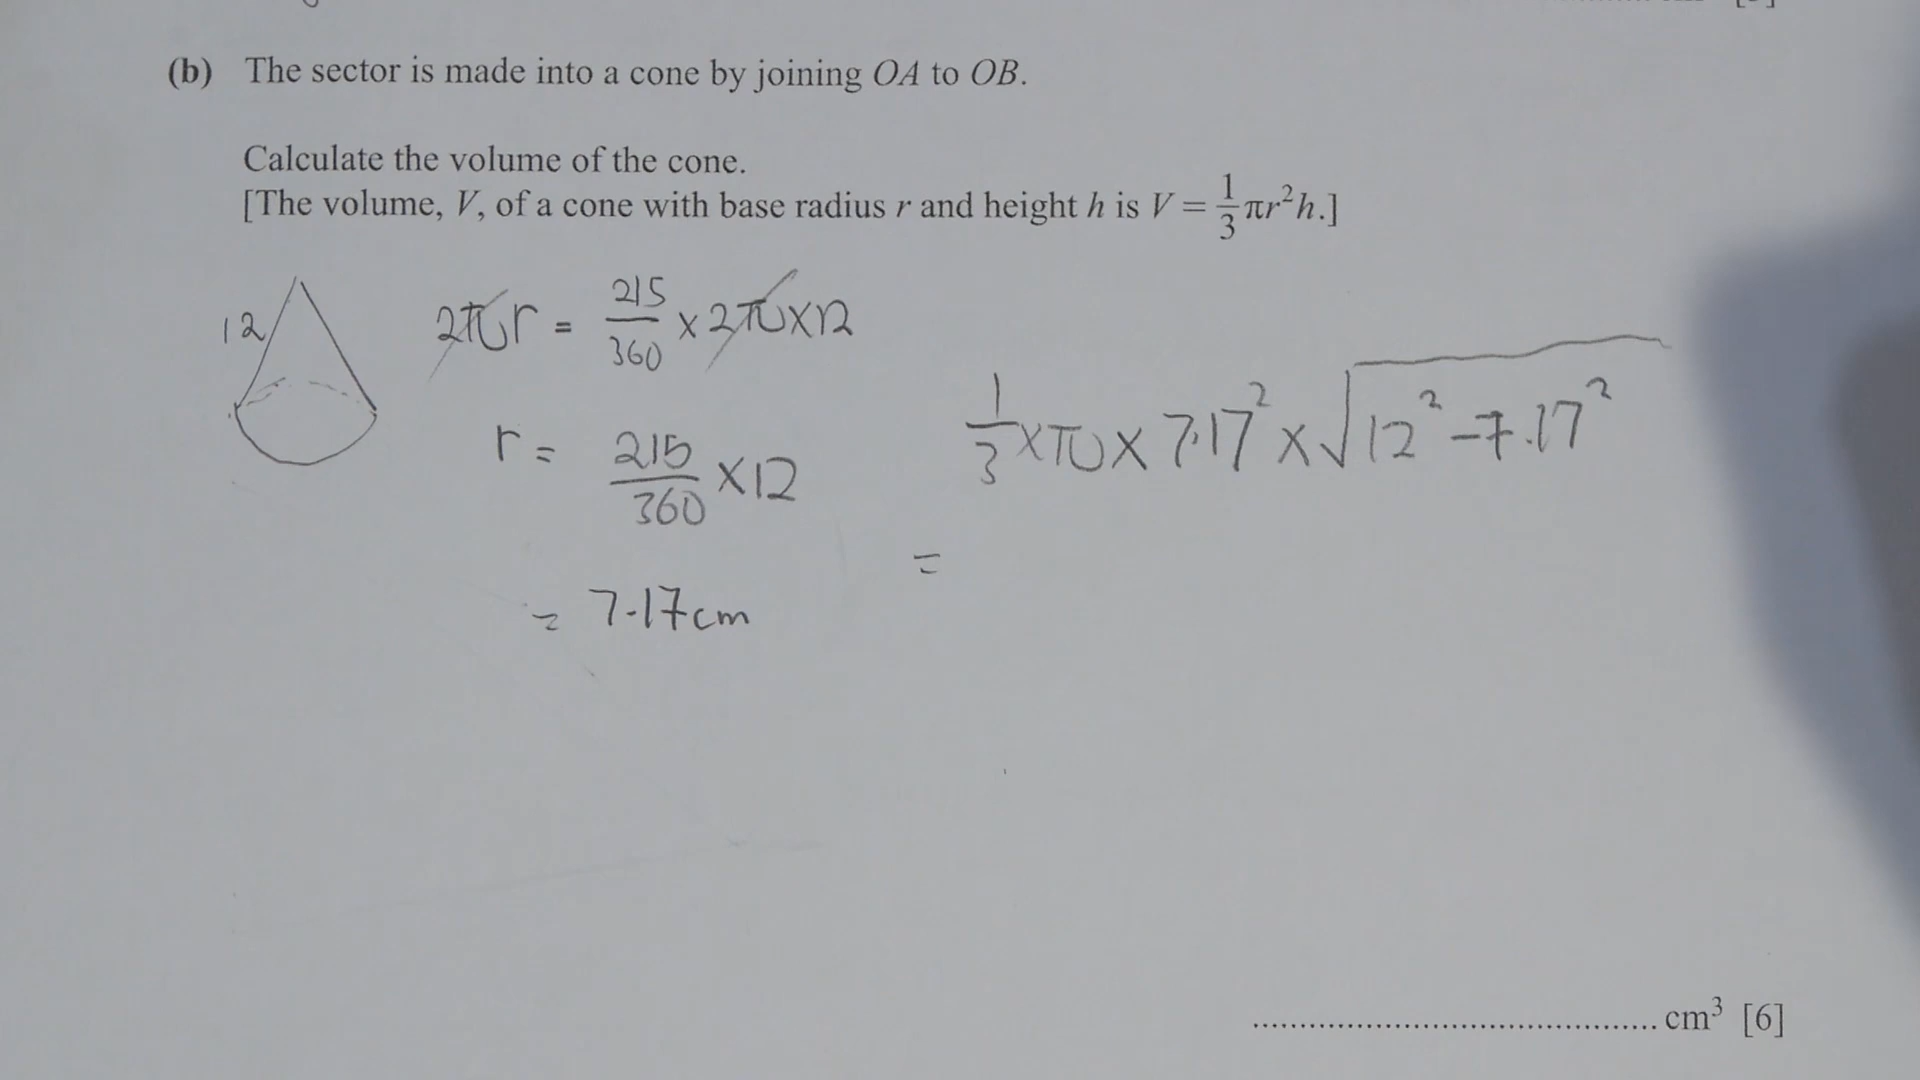 (b) The sector is made into a cone by joining OA to OB.
Calculate the volume of the cone.
[The volume, V, of a cone with base radius r and height h is V = 1/3 πr²h.]
12
2πr = 215/360 × 2π × 12
r = 215/360 × 12
= 7.17cm
1/3 × π × 7.17² × √12² − 7.17²
=
........................................ cm³ [6]